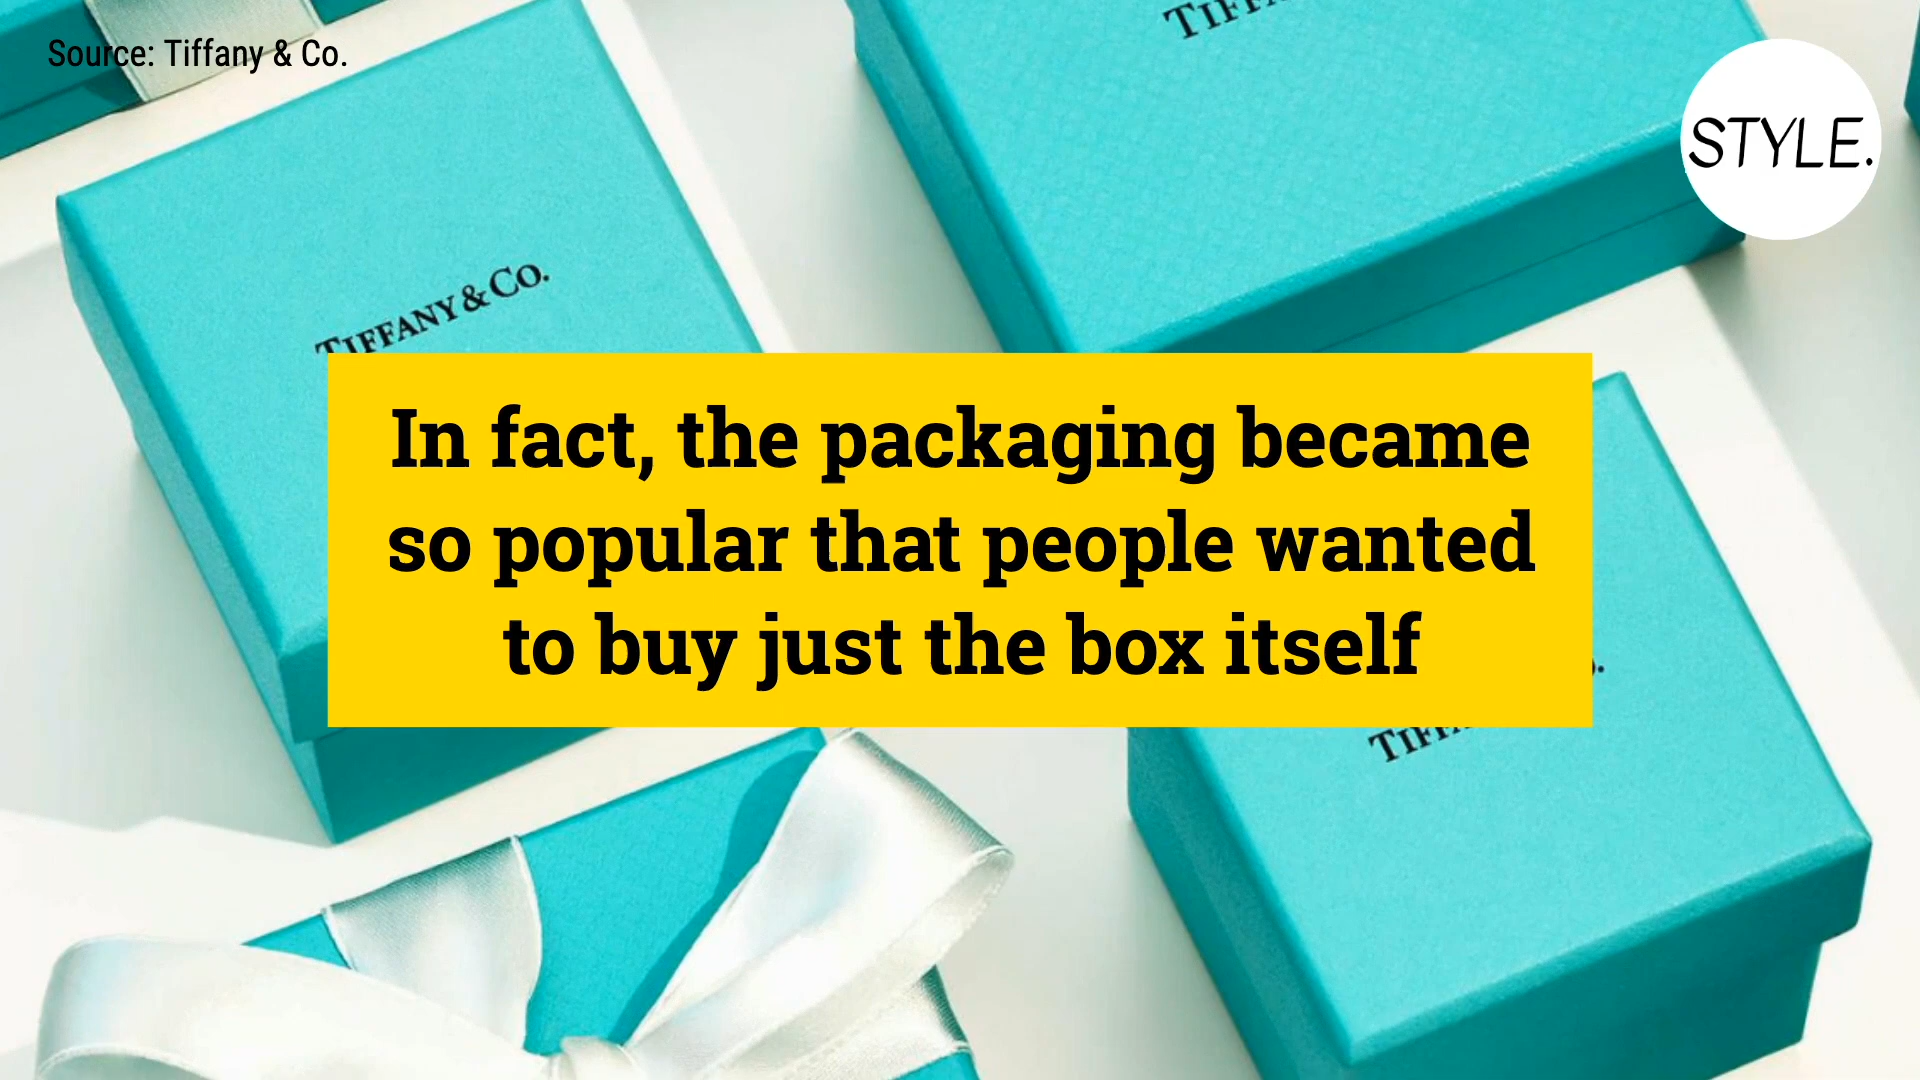 Source: Tiffany & Co.
STYLE.
TIFFANY & CO.
In fact, the packaging became
so popular that people wanted
to buy just the box itself